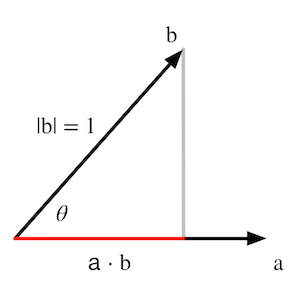 b
|b| = 1
θ
a · b
a